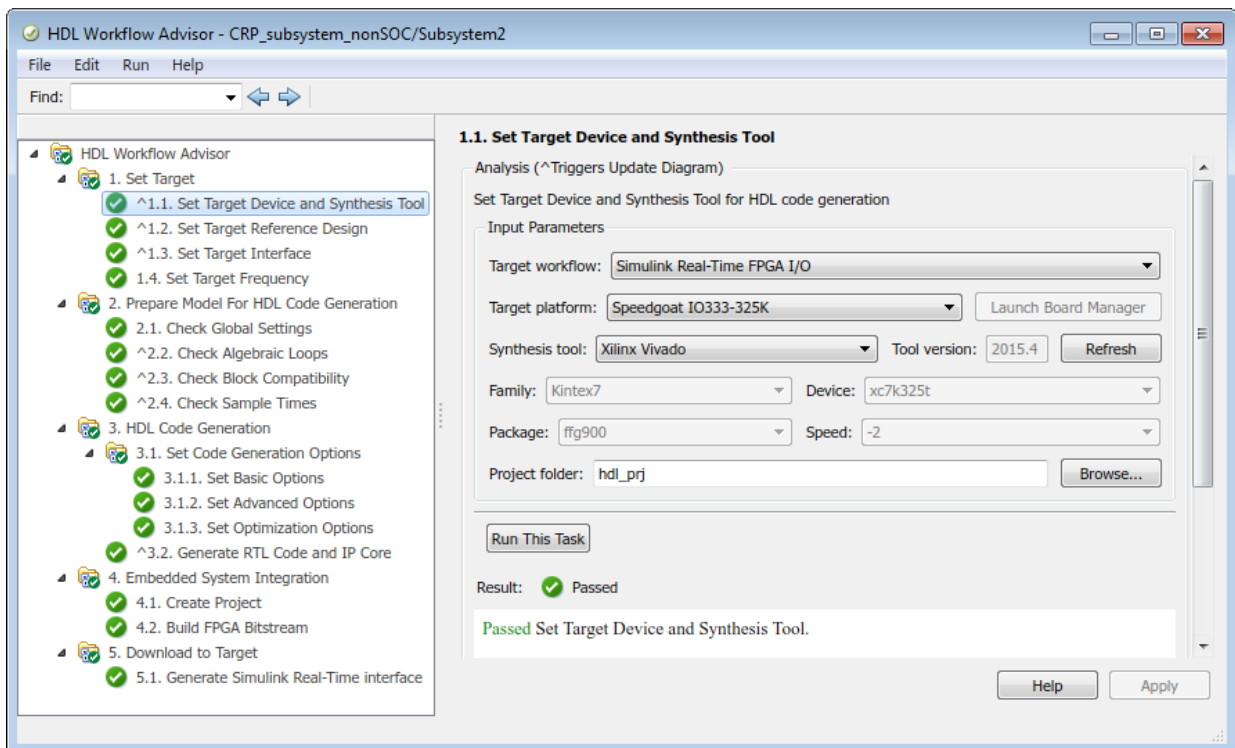 HDL Workflow Advisor - CRP_subsystem_nonSOC/Subsystem2
File Edit Run Help
Find:
HDL Workflow Advisor
1. Set Target
^1.1. Set Target Device and Synthesis Tool
^1.2. Set Target Reference Design
^1.3. Set Target Interface
1.4. Set Target Frequency
2. Prepare Model For HDL Code Generation
2.1. Check Global Settings
^2.2. Check Algebraic Loops
^2.3. Check Block Compatibility
^2.4. Check Sample Times
3. HDL Code Generation
3.1. Set Code Generation Options
3.1.1. Set Basic Options
3.1.2. Set Advanced Options
3.1.3. Set Optimization Options
^3.2. Generate RTL Code and IP Core
4. Embedded System Integration
4.1. Create Project
4.2. Build FPGA Bitstream
5. Download to Target
5.1. Generate Simulink Real-Time interface
1.1. Set Target Device and Synthesis Tool
Analysis (^Triggers Update Diagram)
Set Target Device and Synthesis Tool for HDL code generation
Input Parameters
Target workflow: Simulink Real-Time FPGA I/O
Target platform: Speedgoat IO333-325K Launch Board Manager
Synthesis tool: Xilinx Vivado Tool version: 2015.4 Refresh
Family: Kintex7 Device: xc7k325t
Package: ffg900 Speed: -2
Project folder: hdl_prj Browse...
Run This Task
Result: Passed
Passed Set Target Device and Synthesis Tool.
Help Apply